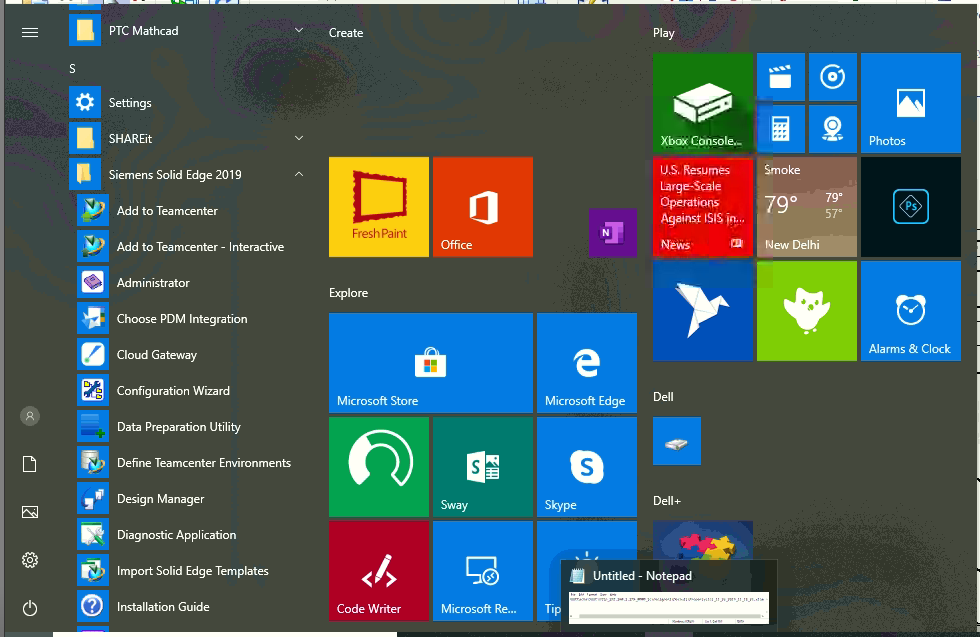 PTC Mathcad
S
Settings
SHAREit
Siemens Solid Edge 2019
Add to Teamcenter
Add to Teamcenter - Interactive
Administrator
Choose PDM Integration
Cloud Gateway
Configuration Wizard
Data Preparation Utility
Define Teamcenter Environments
Design Manager
Diagnostic Application
Import Solid Edge Templates
Installation Guide
Create
Fresh Paint
Office
N
Explore
Microsoft Store
Microsoft Edge
S
Sway
S
Skype
Code Writer
Microsoft Re...
Tip
Play
Xbox Console...
Photos
U.S. Resumes
Large-Scale
Operations
Against ISIS in...
News
Smoke
79°
79°
57°
New Delhi
Ps
Alarms & Clock
Dell
Dell+
Untitled - Notepad